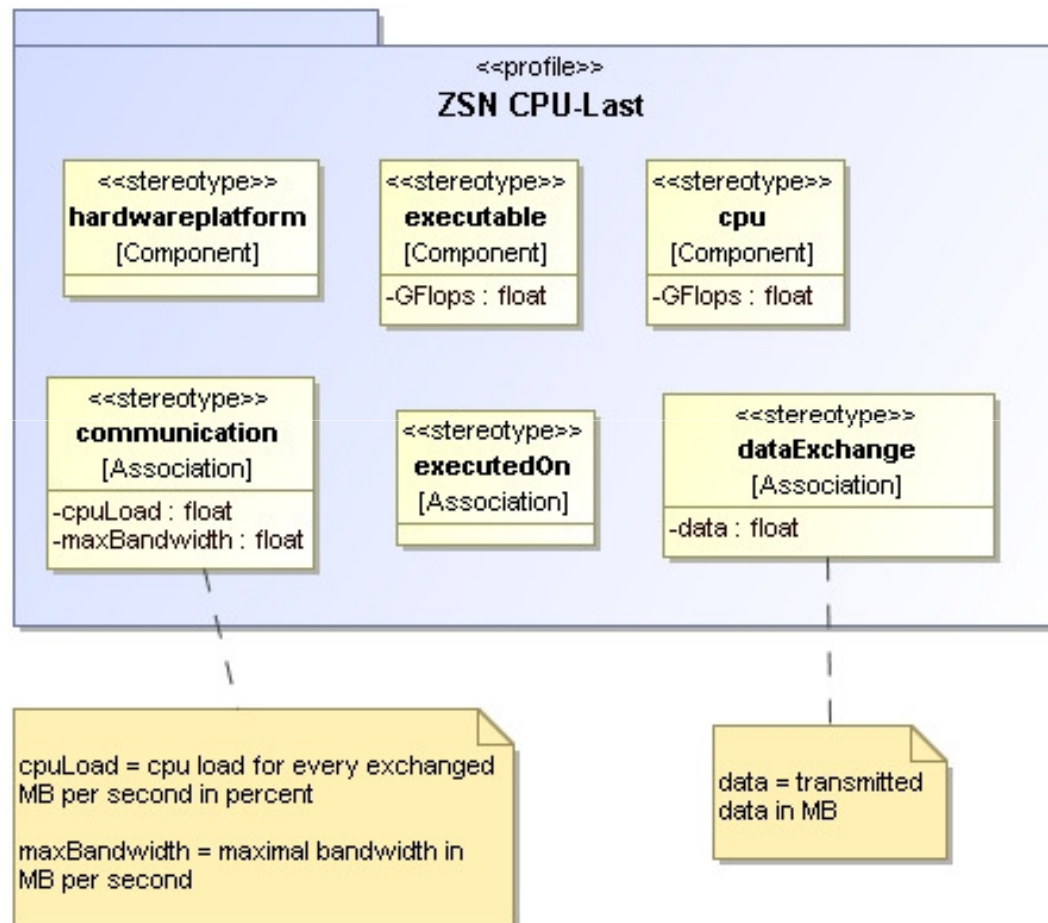 <<profile>>
ZSN CPU-Last
<<stereotype>>
hardwareplatform
[Component]
<<stereotype>>
executable
[Component]
-GFlops : float
<<stereotype>>
cpu
[Component]
-GFlops : float
<<stereotype>>
communication
[Association]
-cpuLoad : float
-maxBandwidth : float
<<stereotype>>
executedOn
[Association]
<<stereotype>>
dataExchange
[Association]
-data : float
cpuLoad = cpu load for every exchanged
MB per second in percent
maxBandwidth = maximal bandwidth in
MB per second
data = transmitted
data in MB